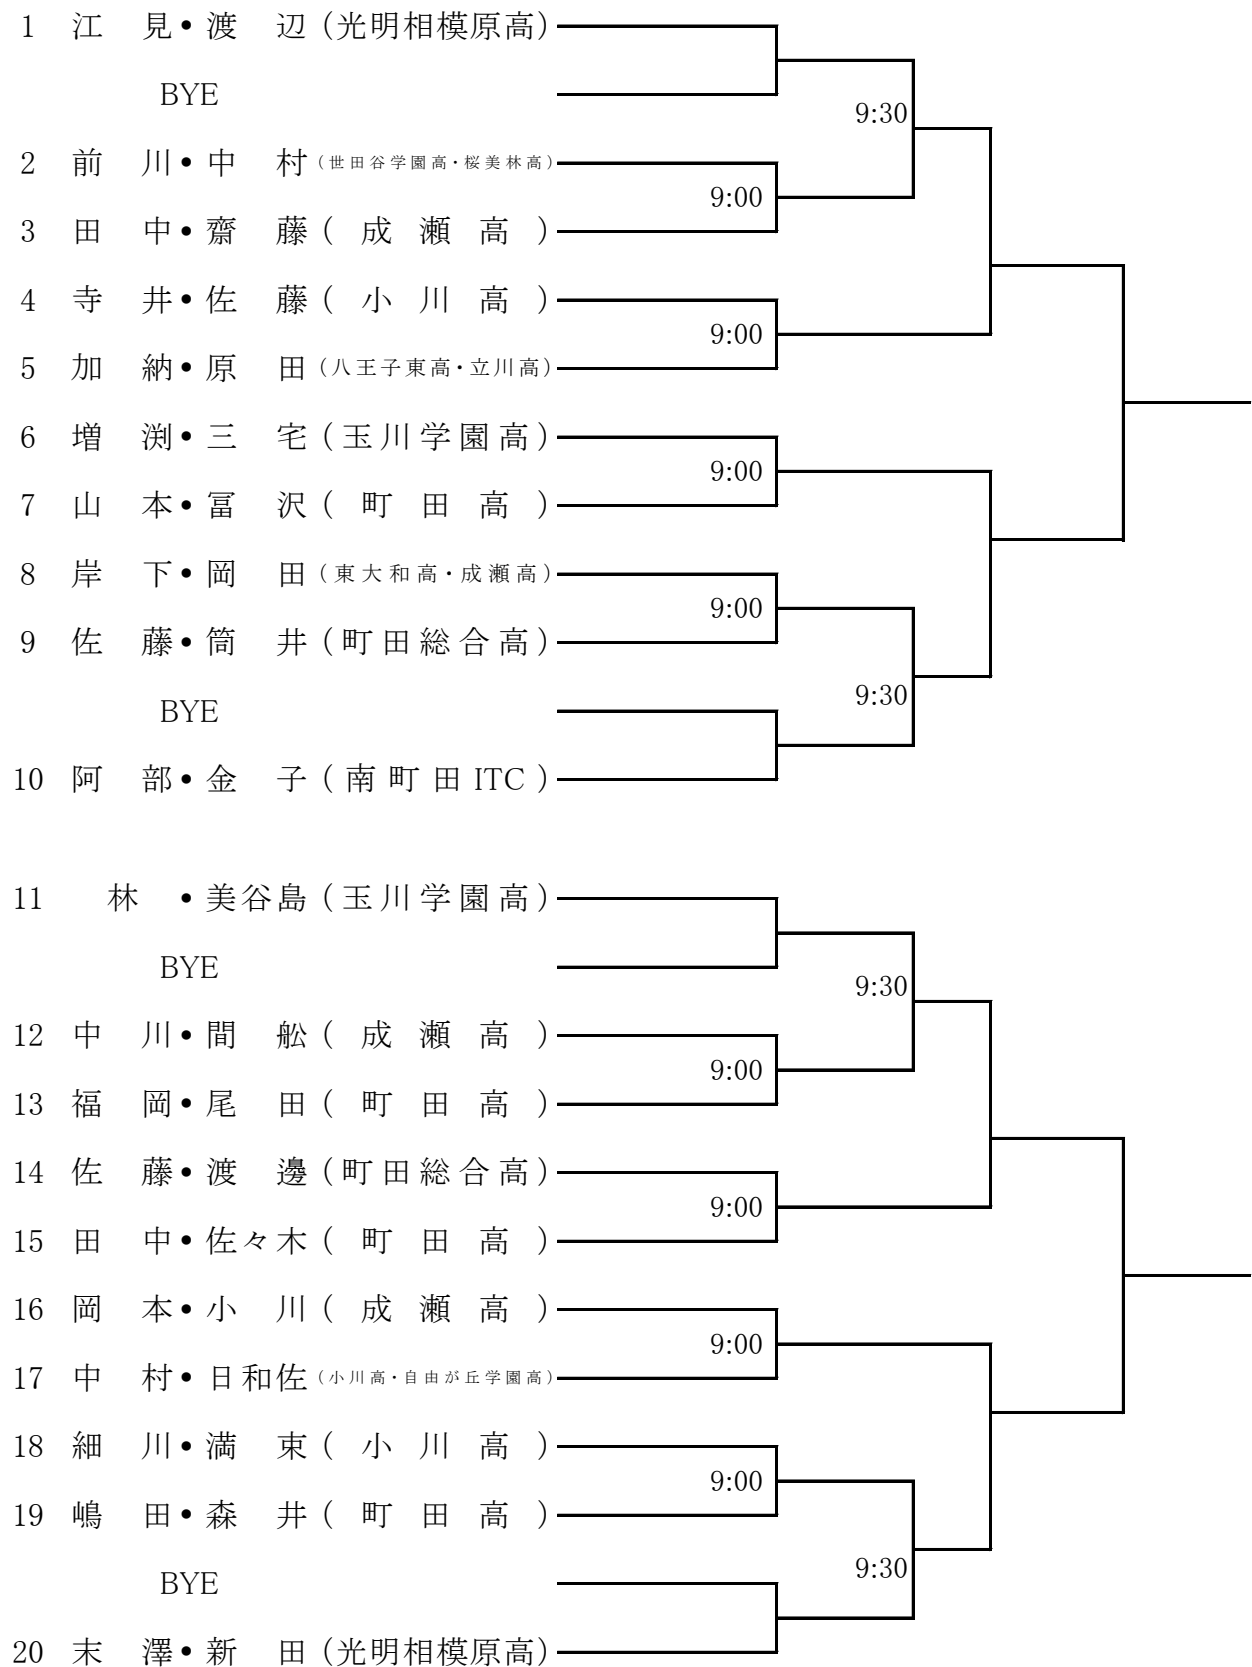 1 江 見・渡 辺 (光明相模原高)
BYE
9:30
2 前 川・中 村 (世田谷学園高・桜美林高)
9:00
3 田 中・齋 藤 ( 成 瀬 高 )
4 寺 井・佐 藤 ( 小 川 高 )
9:00
5 加 納・原 田 (八王子東高・立川高)
6 増 渕・三 宅 (玉川学園高)
9:00
7 山 本・冨 沢 ( 町 田 高 )
8 岸 下・岡 田 (東大和高・成瀬高)
9:00
9 佐 藤・筒 井 (町田総合高)
9:30
BYE
10 阿 部・金 子 (南町田ITC)
11 林 ・美谷島 (玉川学園高)
BYE
9:30
12 中 川・間 舩 ( 成 瀬 高 )
9:00
13 福 岡・尾 田 ( 町 田 高 )
14 佐 藤・渡 邊 (町田総合高)
9:00
15 田 中・佐々木 ( 町 田 高 )
16 岡 本・小 川 ( 成 瀬 高 )
9:00
17 中 村・日和佐 (小川高・自由が丘学園高)
18 細 川・満 束 ( 小 川 高 )
9:00
19 嶋 田・森 井 ( 町 田 高 )
9:30
BYE
20 末 澤・新 田 (光明相模原高)